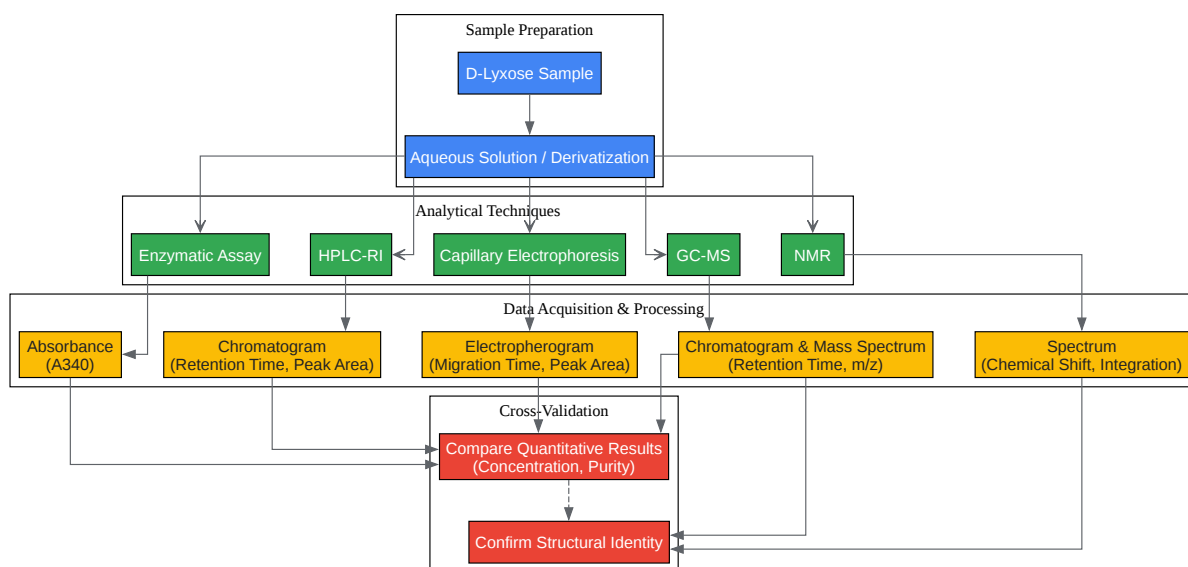 Sample Preparation
D-Lyxose Sample
Aqueous Solution / Derivatization
Analytical Techniques
Enzymatic Assay
HPLC-RI
Capillary Electrophoresis
GC-MS
NMR
Data Acquisition & Processing
Absorbance
(A340)
Chromatogram
(Retention Time, Peak Area)
Electropherogram
(Migration Time, Peak Area)
Chromatogram & Mass Spectrum
(Retention Time, m/z)
Spectrum
(Chemical Shift, Integration)
Cross-Validation
Compare Quantitative Results
(Concentration, Purity)
Confirm Structural Identity